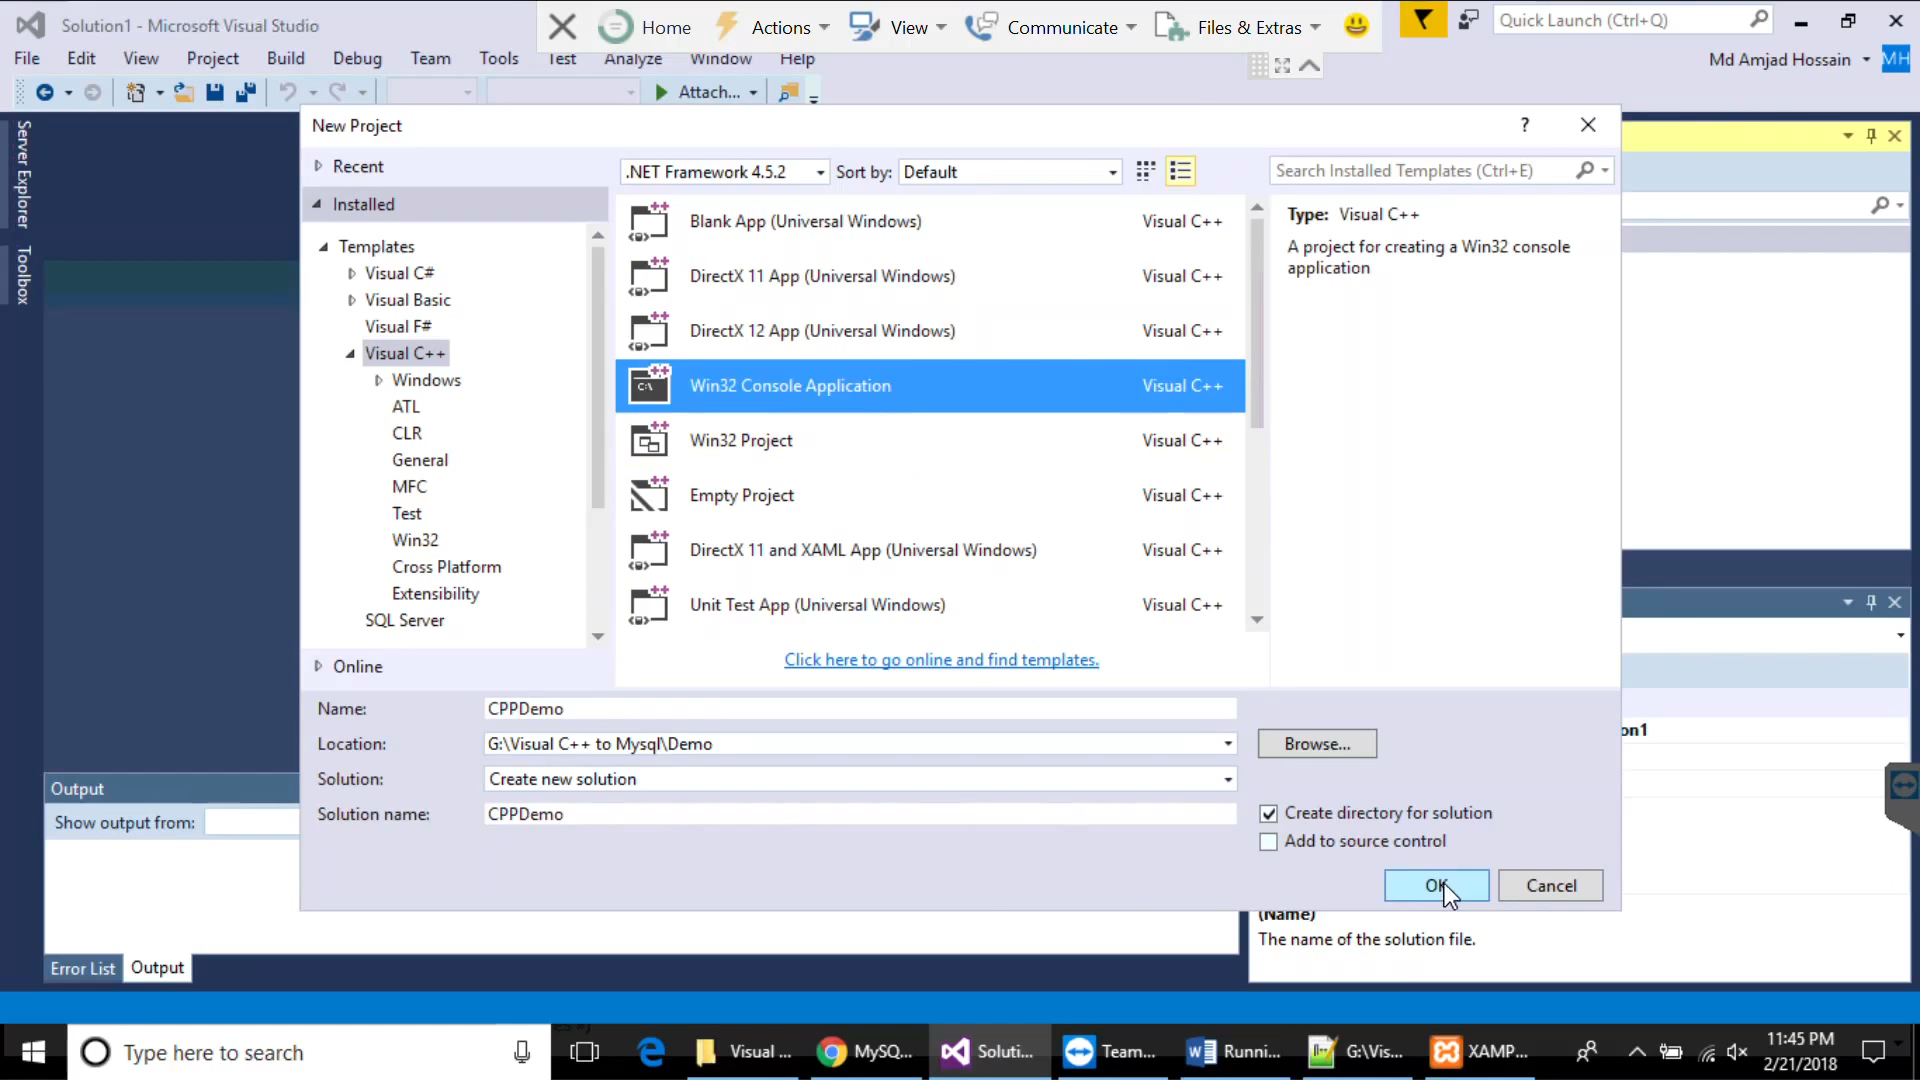 Solution1 - Microsoft Visual Studio
Home
Actions
View
Communicate
Files & Extras
Quick Launch (Ctrl+Q)
File Edit View Project Build Debug Team Tools Test Analyze Window Help
Md Amjad Hossain
MH
Attach...
Server Explorer
Toolbox
New Project
?
Recent
Installed
.NET Framework 4.5.2
Sort by: Default
Search Installed Templates (Ctrl+E)
Templates
Visual C#
Visual Basic
Visual F#
Visual C++
Windows
ATL
CLR
General
MFC
Test
Win32
Cross Platform
Extensibility
SQL Server
Online
Blank App (Universal Windows) Visual C++
DirectX 11 App (Universal Windows) Visual C++
DirectX 12 App (Universal Windows) Visual C++
Win32 Console Application Visual C++
Win32 Project Visual C++
Empty Project Visual C++
DirectX 11 and XAML App (Universal Windows) Visual C++
Unit Test App (Universal Windows) Visual C++
Click here to go online and find templates.
Type: Visual C++
A project for creating a Win32 console
application
Name: CPPDemo
Location: G:\Visual C++ to Mysql\Demo
Browse...
Solution: Create new solution
Solution name: CPPDemo
Create directory for solution
Add to source control
OK
Cancel
on1
Output
Show output from:
(Name)
The name of the solution file.
Error List
Output
Type here to search
Visual ...
MySQ...
Soluti...
Team...
Runni...
G:\Vis...
XAMP...
11:45 PM
2/21/2018